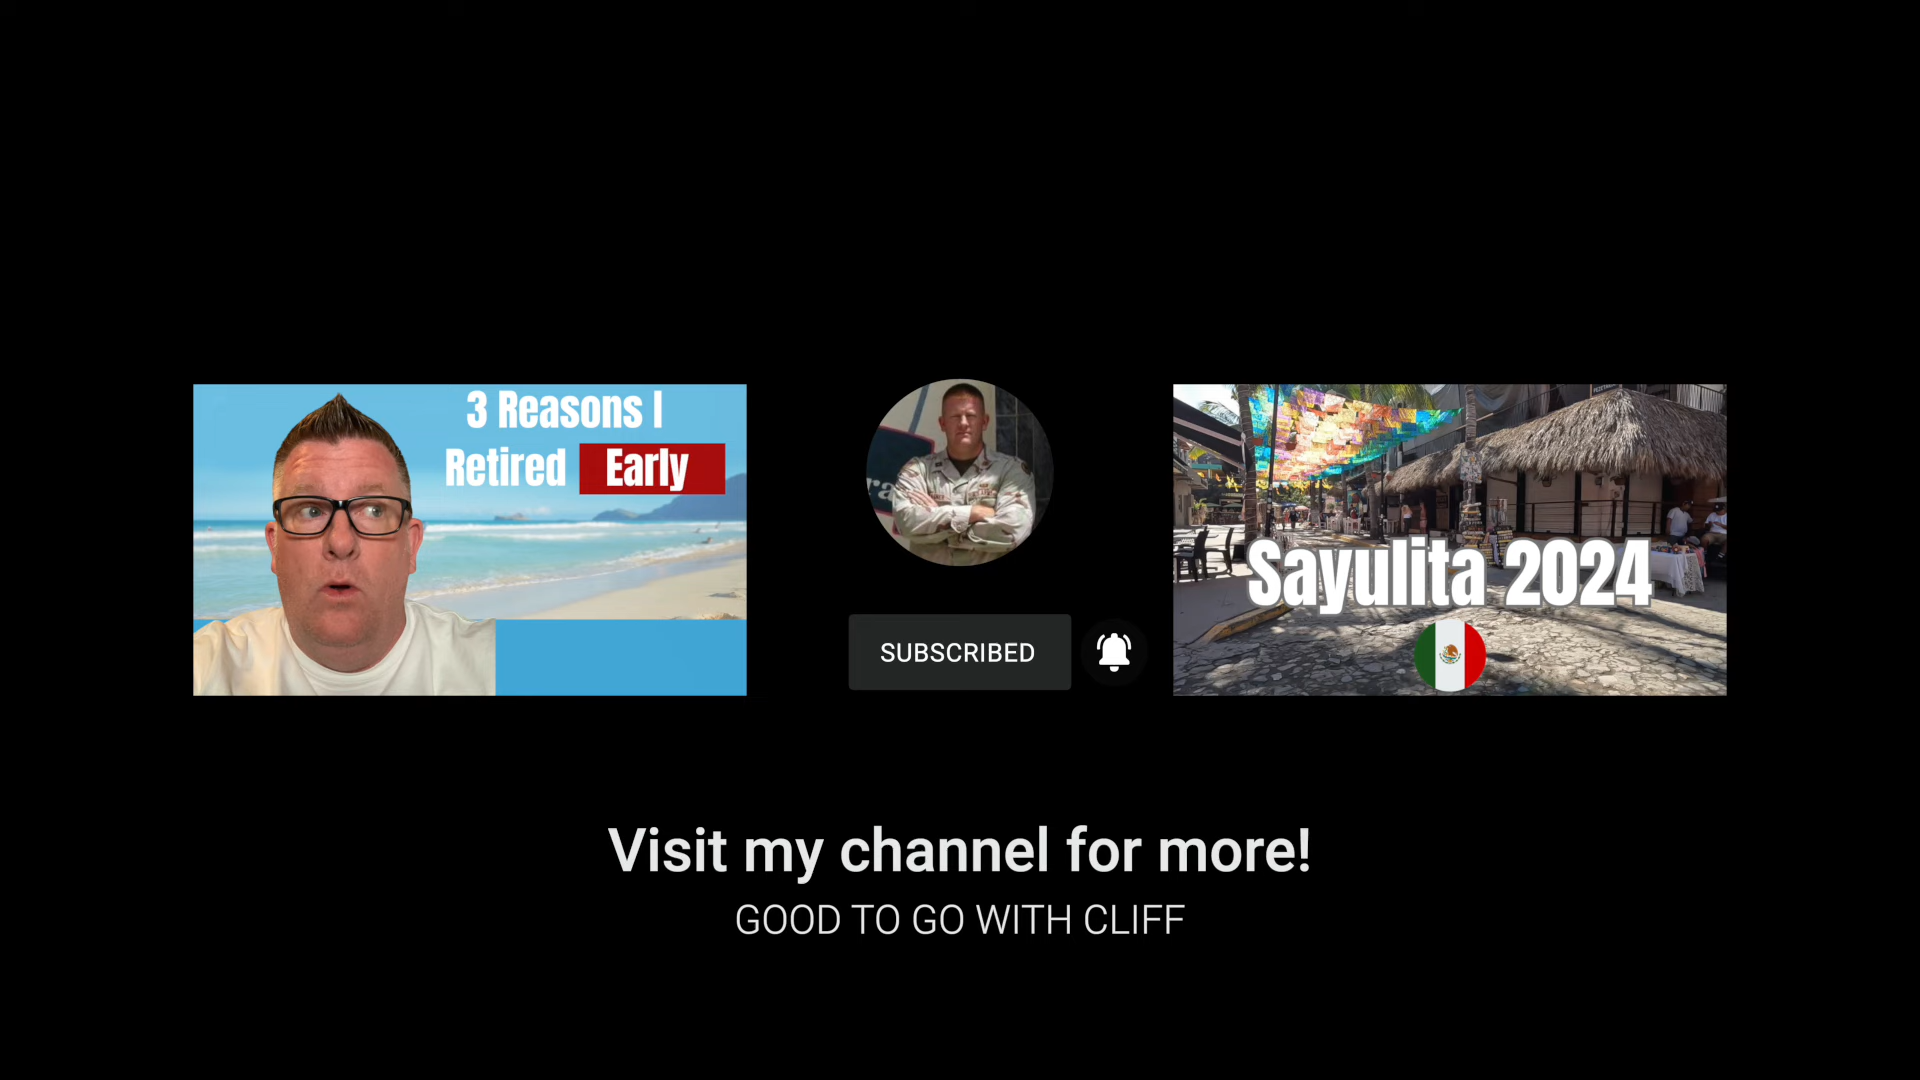 3 Reasons I
Retired Early
SUBSCRIBED
Sayulita 2024
Visit my channel for more!
GOOD TO GO WITH CLIFF